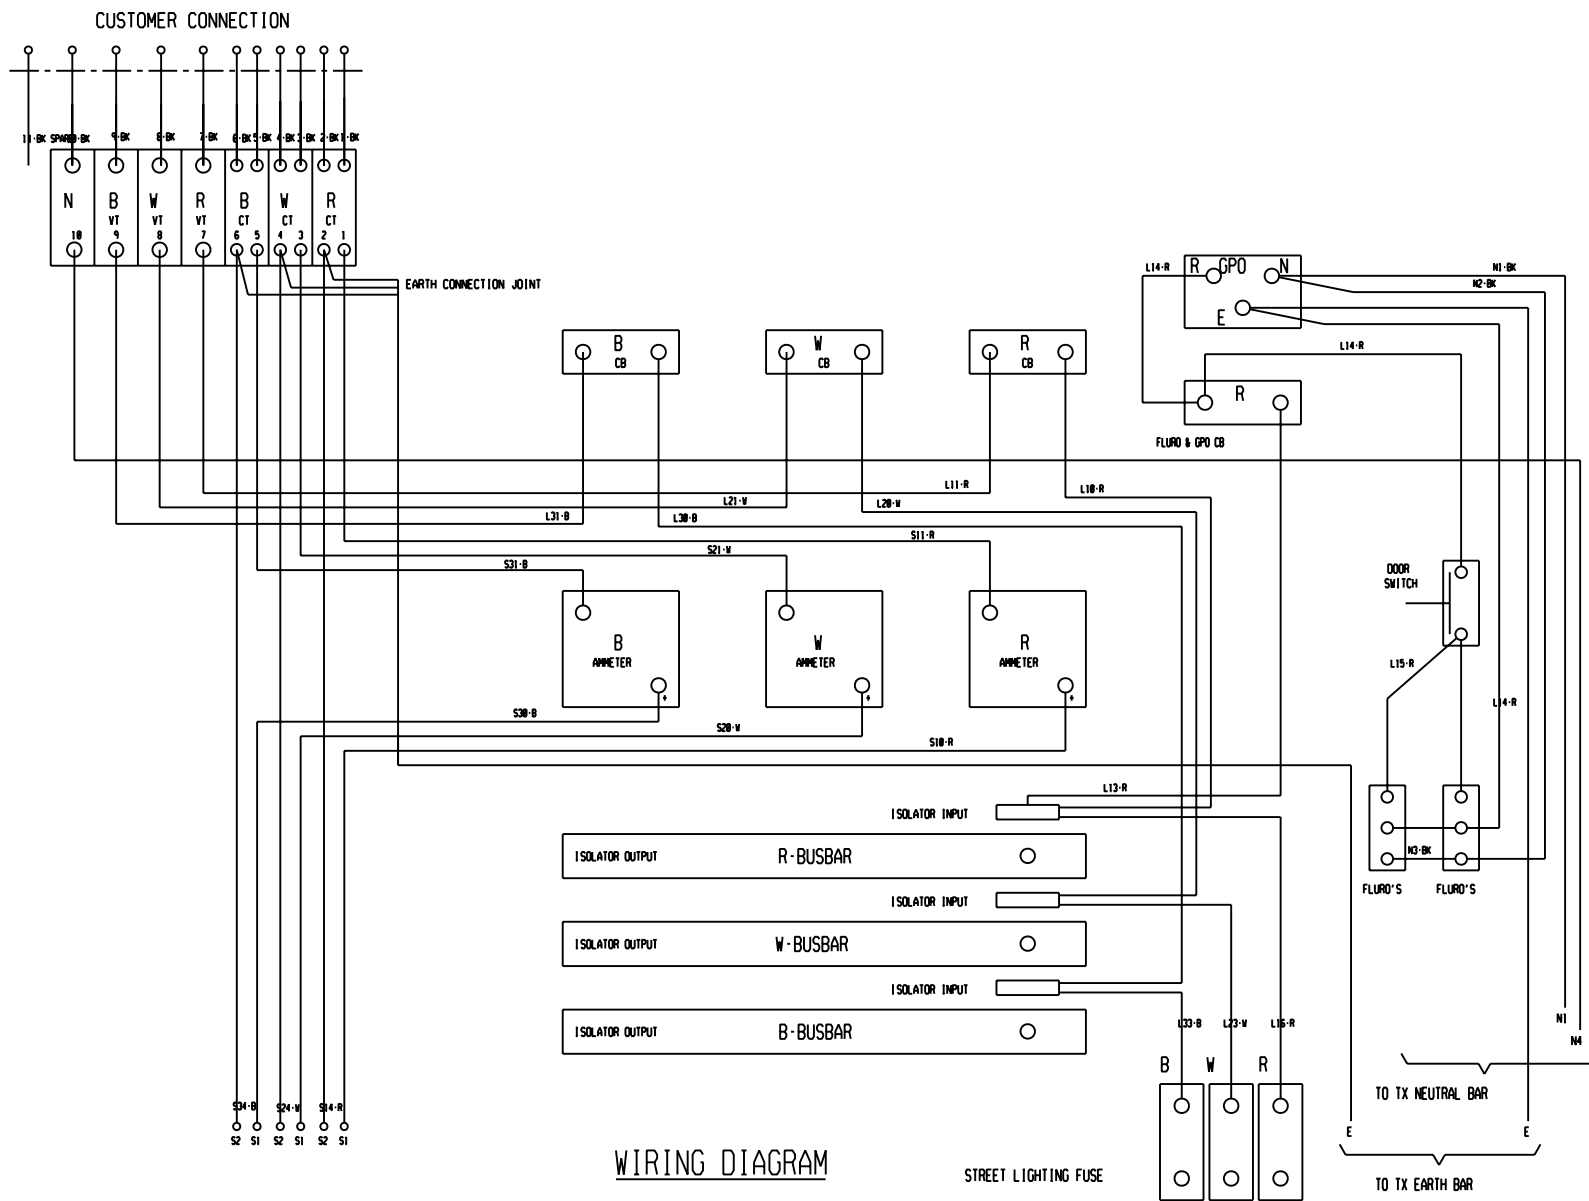 CUSTOMER CONNECTION
11-BK SPARE 10-BK 9-BK 8-BK 7-BK 6-BK 5-BK 4-BK 3-BK 2-BK 1-BK
N B W R B W R
VT VT VT CT CT CT
10 9 8 7 6 5 4 3 2 1
EARTH CONNECTION JOINT
L14-R R GPO N N1-BK
N2-BK
E
B W R L14-R
CB CB CB
R
FLURO & GPO CB
L11-R L10-R
L21-W L20-W
L31-B L30-B
S11-R
S21-W
S31-B
DOOR
SWITCH
B W R
AMMETER AMMETER AMMETER
L15-R
+ + +
L14-R
S30-B
S20-W
S10-R
L13-R
ISOLATOR INPUT
ISOLATOR OUTPUT R-BUSBAR
N3-BK
FLURO'S FLURO'S
ISOLATOR INPUT
ISOLATOR OUTPUT W-BUSBAR
ISOLATOR INPUT
ISOLATOR OUTPUT B-BUSBAR
L33-B L23-W L16-R
N1
N4
B W R
TO TX NEUTRAL BAR
S34-B S24-W S14-R
S2 S1 S2 S1 S2 S1
E E
WIRING DIAGRAM
STREET LIGHTING FUSE
TO TX EARTH BAR